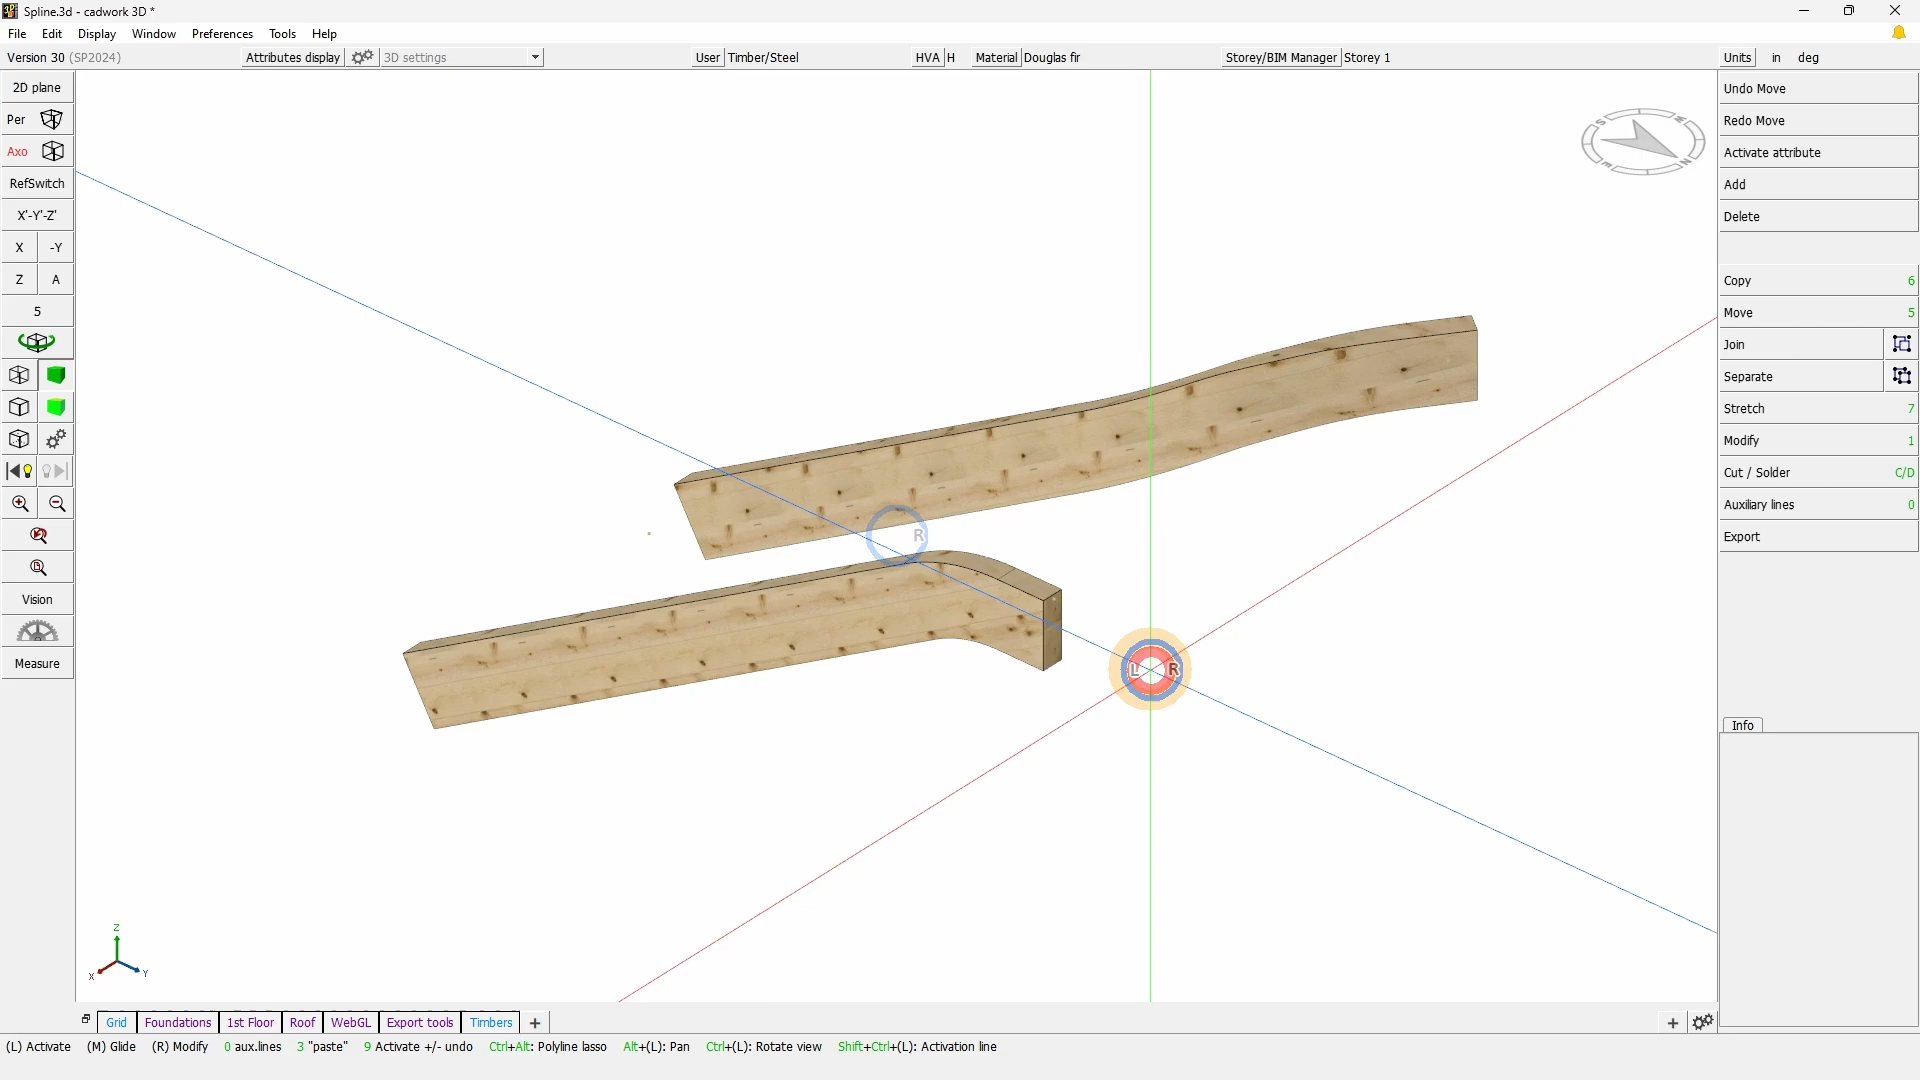 Spline.3d - cadwork 3D *
File Edit Display Window Preferences Tools Help
Version 30 (SP2024) Attributes display 3D settings User Timber/Steel HVA H Material Douglas fir Storey/BIM Manager Storey 1 Units in deg
2D plane
Per
Axo
RefSwitch
X'-Y'-Z'
X -Y
Z A
5
Vision
Measure
Undo Move
Redo Move
Activate attribute
Add
Delete
Copy 6
Move 5
Join
Separate
Stretch 7
Modify 1
Cut / Solder C/D
Auxiliary lines 0
Export
Info
R
L R
Z
X Y
Grid Foundations 1st Floor Roof WebGL Export tools Timbers +
(L) Activate (M) Glide (R) Modify 0 aux.lines 3 "paste" 9 Activate +/- undo Ctrl+Alt: Polyline lasso Alt+(L): Pan Ctrl+(L): Rotate view Shift+Ctrl+(L): Activation line